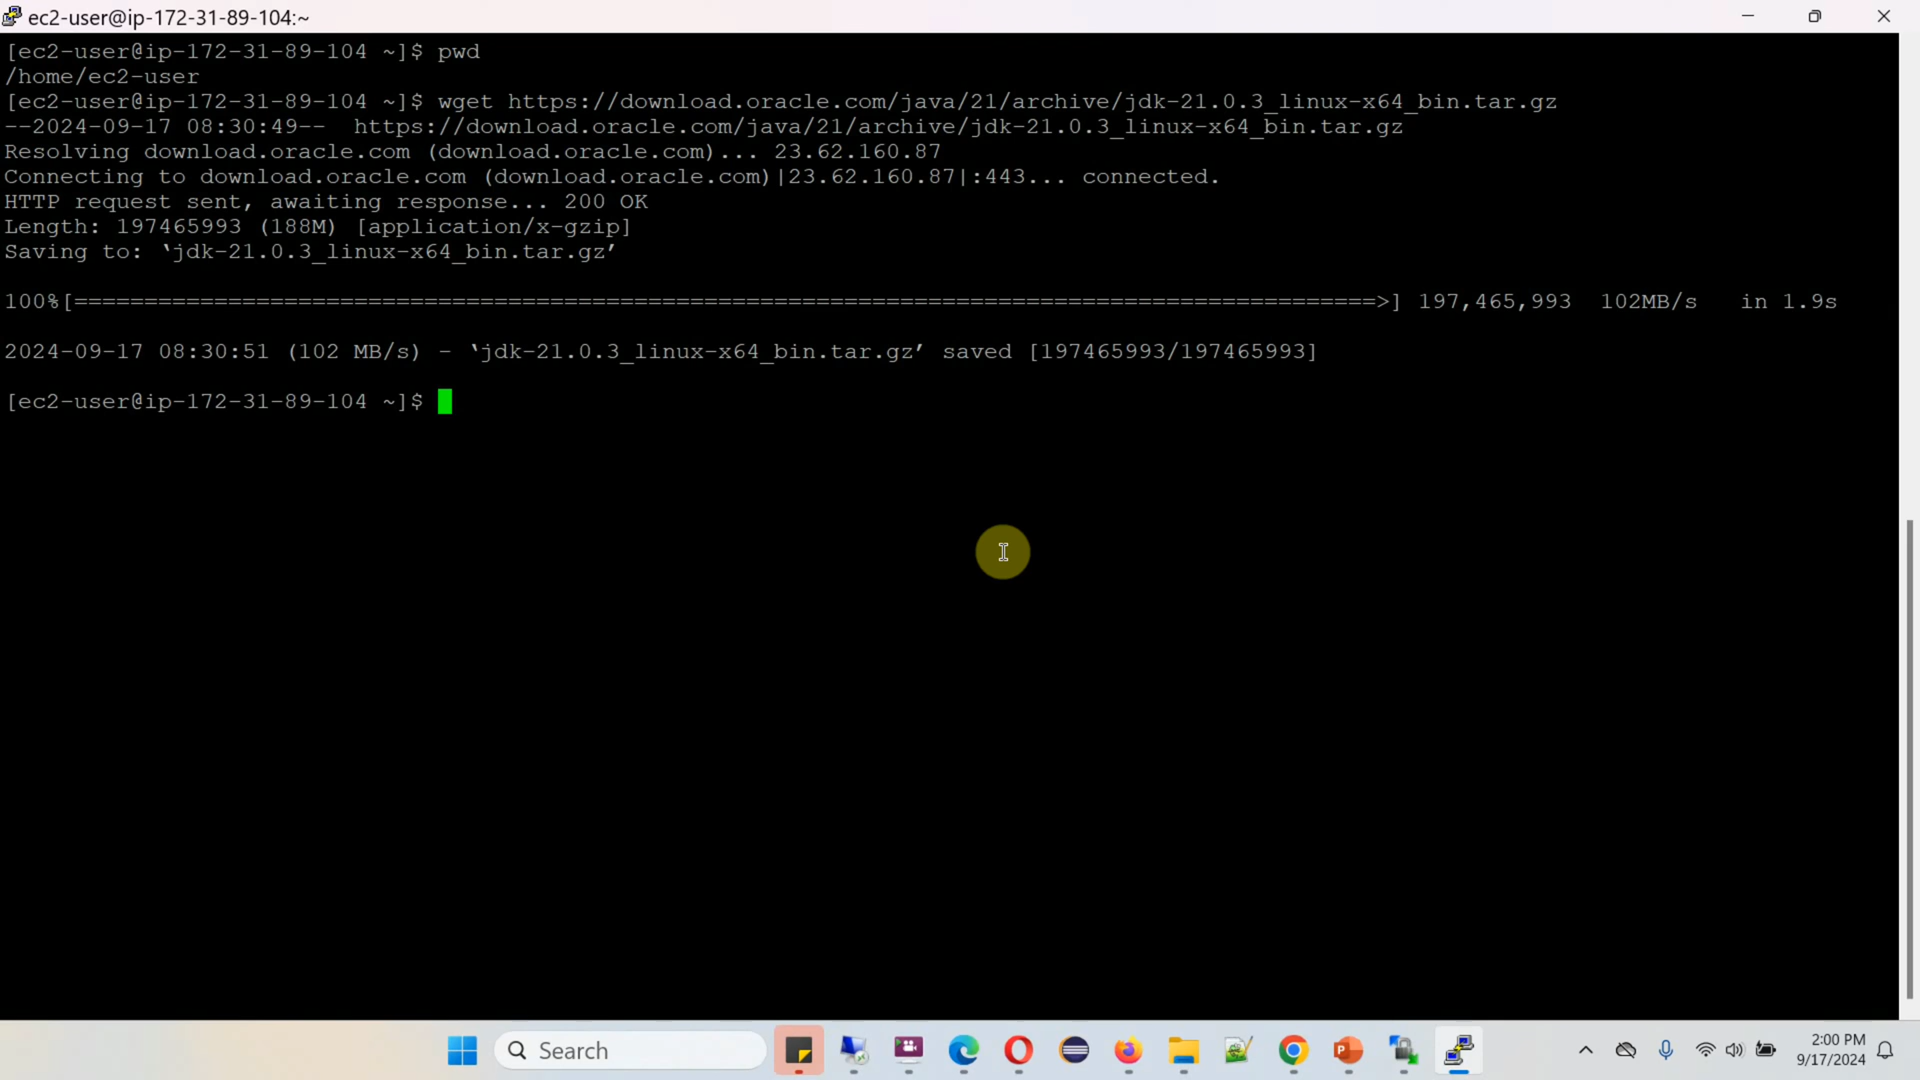 ec2-user@ip-172-31-89-104:~
[ec2-user@ip-172-31-89-104 ~]$ pwd
/home/ec2-user
[ec2-user@ip-172-31-89-104 ~]$ wget https://download.oracle.com/java/21/archive/jdk-21.0.3_linux-x64_bin.tar.gz
--2024-09-17 08:30:49--  https://download.oracle.com/java/21/archive/jdk-21.0.3_linux-x64_bin.tar.gz
Resolving download.oracle.com (download.oracle.com)... 23.62.160.87
Connecting to download.oracle.com (download.oracle.com)|23.62.160.87|:443... connected.
HTTP request sent, awaiting response... 200 OK
Length: 197465993 (188M) [application/x-gzip]
Saving to: ‘jdk-21.0.3_linux-x64_bin.tar.gz’
100%[=============================================================================================>] 197,465,993  102MB/s   in 1.9s
2024-09-17 08:30:51 (102 MB/s) - ‘jdk-21.0.3_linux-x64_bin.tar.gz’ saved [197465993/197465993]
[ec2-user@ip-172-31-89-104 ~]$
Search
2:00 PM
9/17/2024